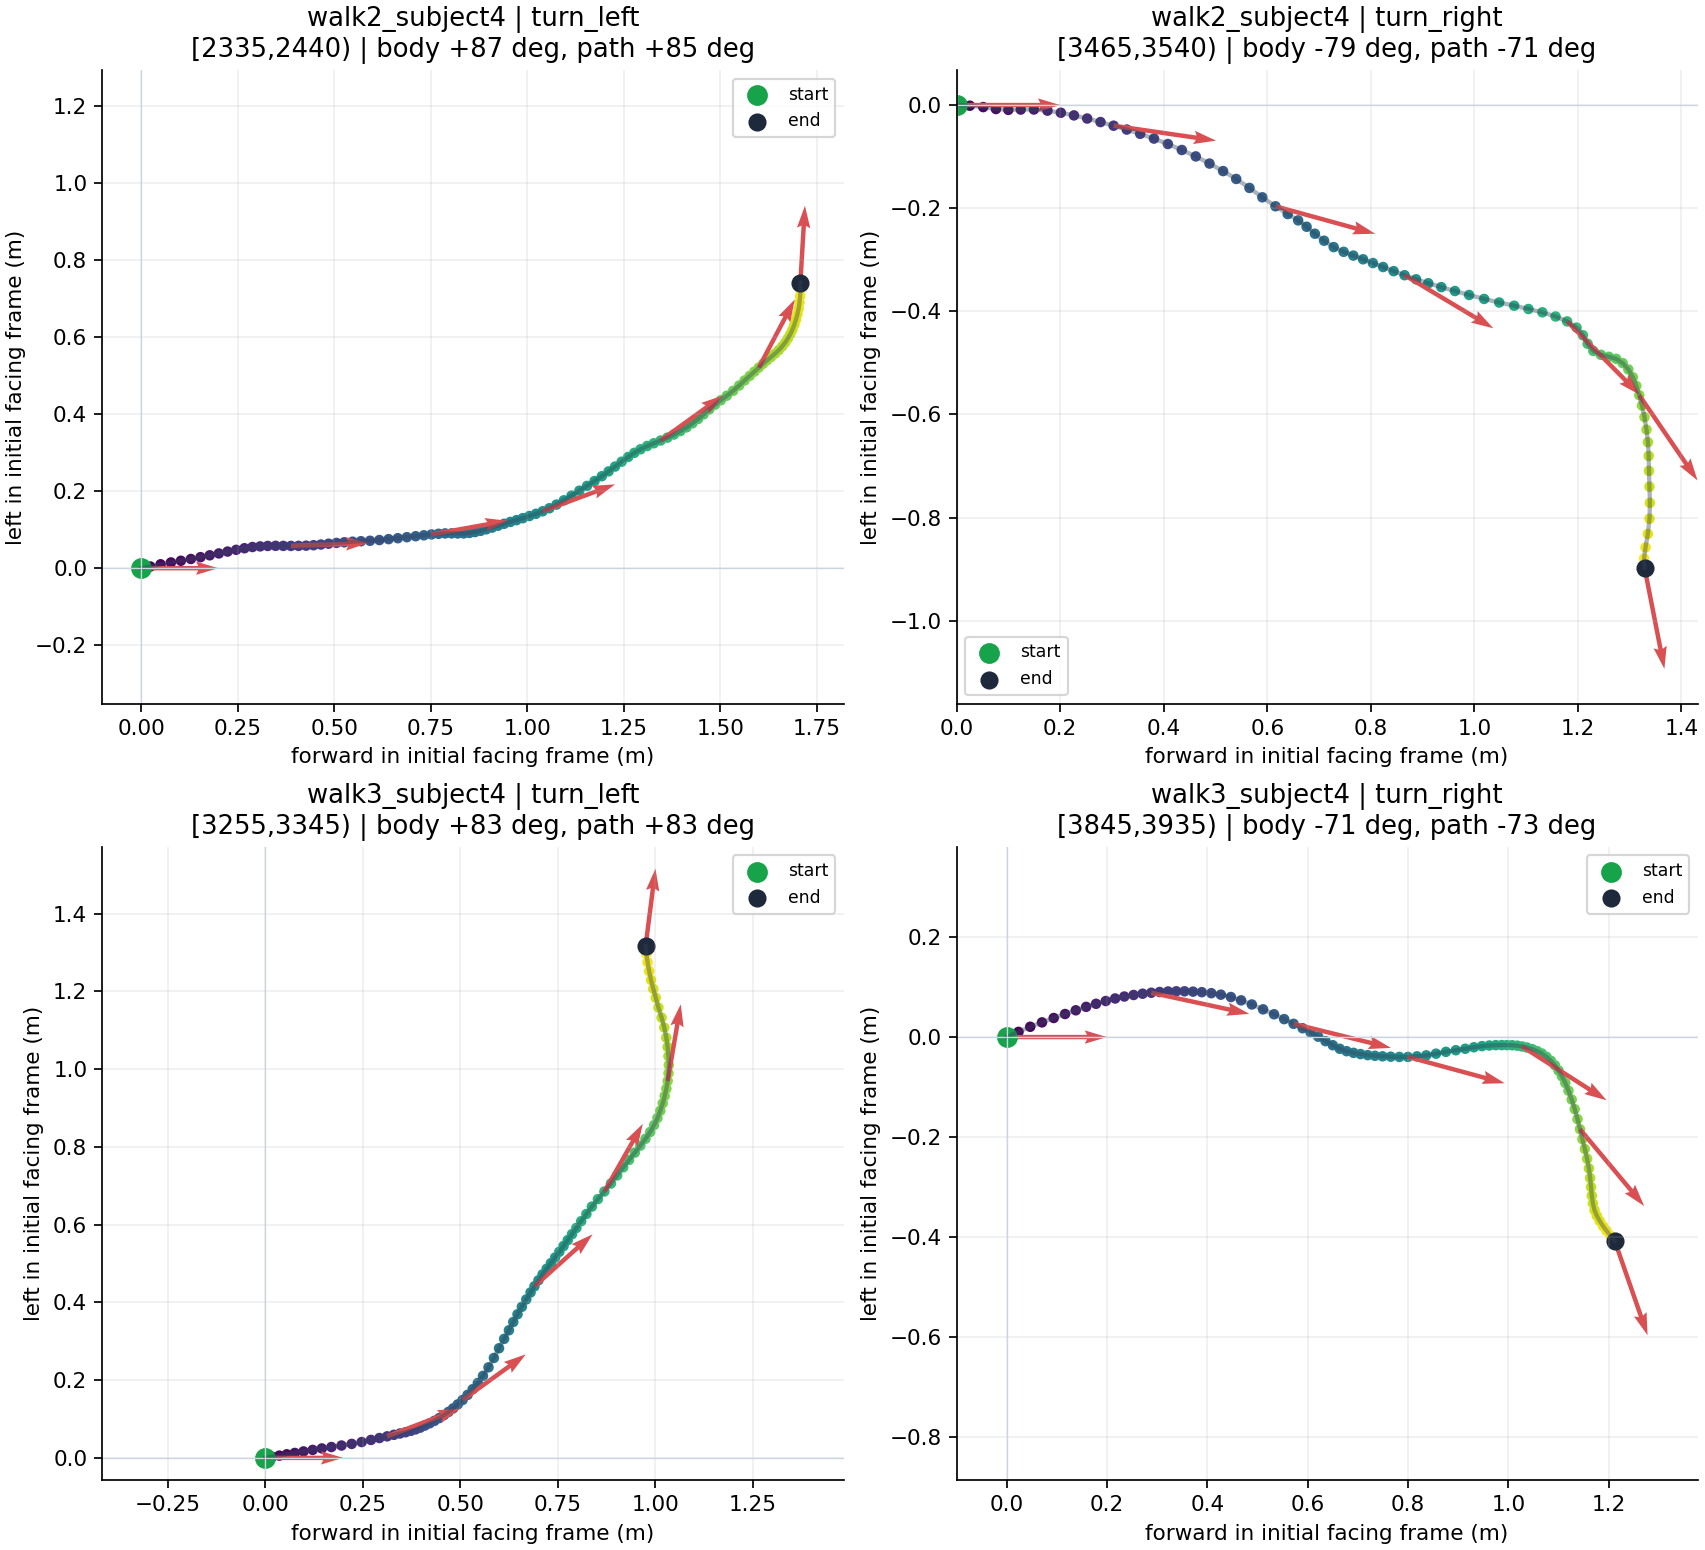 walk2_subject4 | turn_left
[2335,2440) | body +87 deg, path +85 deg
start
end
1.2
1.0
0.8
0.6
0.4
0.2
0.0
−0.2
left in initial facing frame (m)
0.00
0.25
0.50
0.75
1.00
1.25
1.50
1.75
forward in initial facing frame (m)
walk2_subject4 | turn_right
[3465,3540) | body -79 deg, path -71 deg
0.0
−0.2
−0.4
−0.6
−0.8
−1.0
left in initial facing frame (m)
start
end
0.0
0.2
0.4
0.6
0.8
1.0
1.2
1.4
forward in initial facing frame (m)
walk3_subject4 | turn_left
[3255,3345) | body +83 deg, path +83 deg
start
end
1.4
1.2
1.0
0.8
0.6
0.4
0.2
0.0
left in initial facing frame (m)
−0.25
0.00
0.25
0.50
0.75
1.00
1.25
forward in initial facing frame (m)
walk3_subject4 | turn_right
[3845,3935) | body -71 deg, path -73 deg
start
end
0.2
0.0
−0.2
−0.4
−0.6
−0.8
left in initial facing frame (m)
0.0
0.2
0.4
0.6
0.8
1.0
1.2
forward in initial facing frame (m)